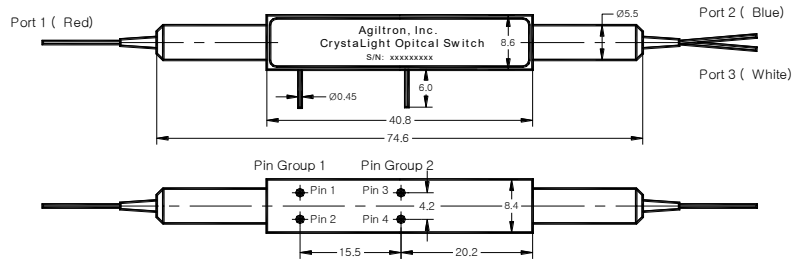 Port 1 ( Red)
Agiltron, Inc.
CrystaLight Opitcal Switch
S/N: xxxxxxxxx
8.6
Ø5.5
Port 2 ( Blue)
Port 3 ( White)
Ø0.45
6.0
40.8
74.6
Pin Group 1
Pin Group 2
Pin 1
Pin 3
Pin 2
Pin 4
4.2
8.4
15.5
20.2